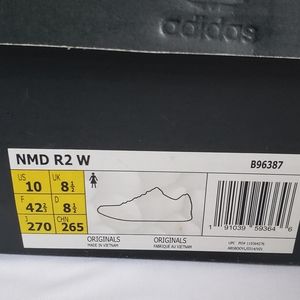 adidas
NMD R2 W
B96387
US 10 UK 8½
F 42⅔ D 8½
J 270 CHN 265
ORIGINALS
MADE IN VIETNAM
ORIGINALS
FABRIQUÉ AU VIETNAM
1 91039 59364 6
UPC